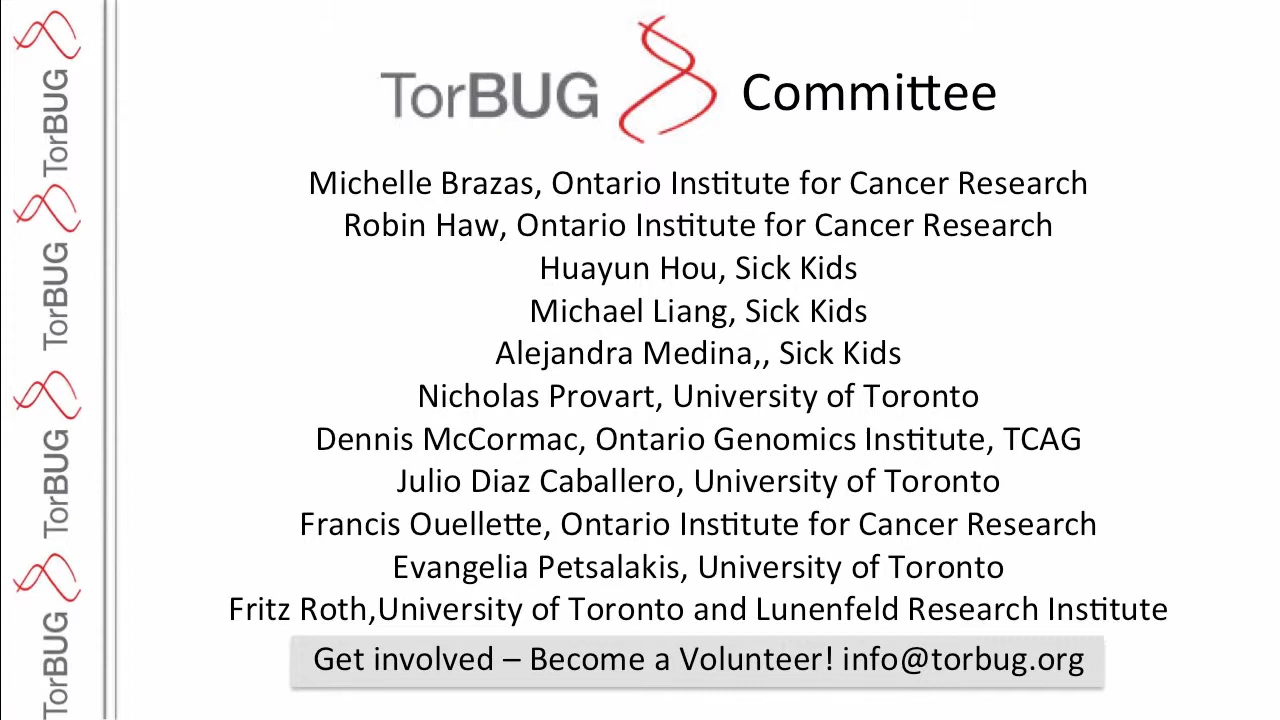 TorBUG Committee
Michelle Brazas, Ontario Institute for Cancer Research
Robin Haw, Ontario Institute for Cancer Research
Huayun Hou, Sick Kids
Michael Liang, Sick Kids
Alejandra Medina,, Sick Kids
Nicholas Provart, University of Toronto
Dennis McCormac, Ontario Genomics Institute, TCAG
Julio Diaz Caballero, University of Toronto
Francis Ouellette, Ontario Institute for Cancer Research
Evangelia Petsalakis, University of Toronto
Fritz Roth,University of Toronto and Lunenfeld Research Institute
Get involved – Become a Volunteer! info@torbug.org
TorBUG
TorBUG
TorBUG
TorBUG